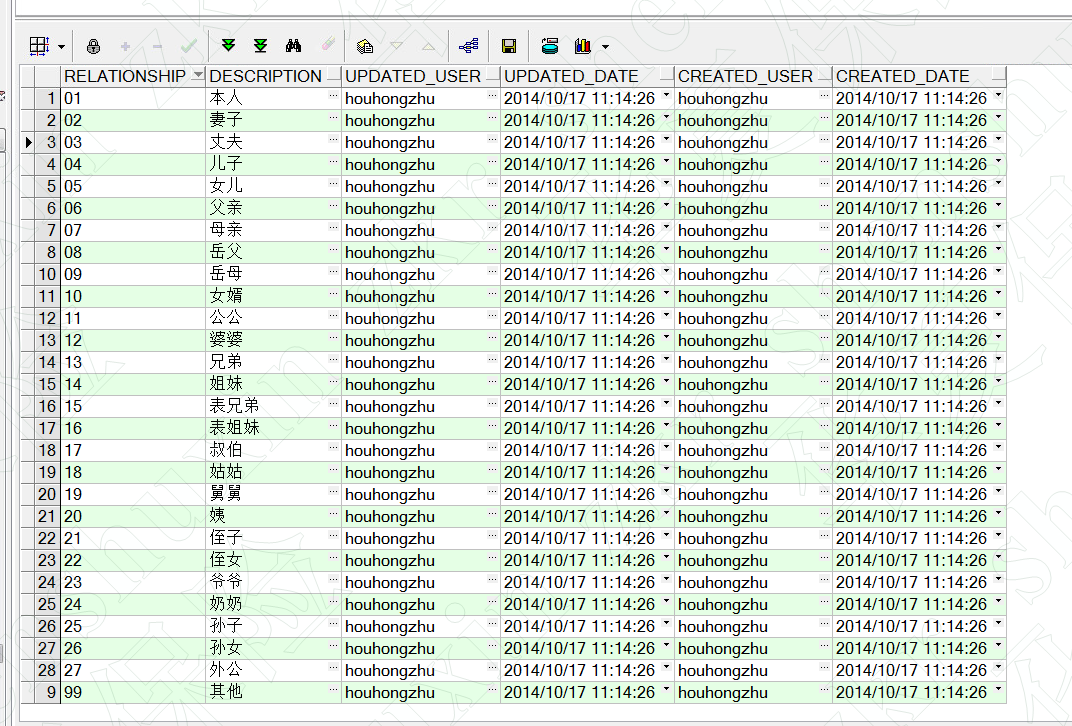 RELATIONSHIP DESCRIPTION UPDATED_USER UPDATED_DATE CREATED_USER CREATED_DATE
1 01 本人 houhongzhu 2014/10/17 11:14:26 houhongzhu 2014/10/17 11:14:26
2 02 妻子 houhongzhu 2014/10/17 11:14:26 houhongzhu 2014/10/17 11:14:26
3 03 丈夫 houhongzhu 2014/10/17 11:14:26 houhongzhu 2014/10/17 11:14:26
4 04 儿子 houhongzhu 2014/10/17 11:14:26 houhongzhu 2014/10/17 11:14:26
5 05 女儿 houhongzhu 2014/10/17 11:14:26 houhongzhu 2014/10/17 11:14:26
6 06 父亲 houhongzhu 2014/10/17 11:14:26 houhongzhu 2014/10/17 11:14:26
7 07 母亲 houhongzhu 2014/10/17 11:14:26 houhongzhu 2014/10/17 11:14:26
8 08 岳父 houhongzhu 2014/10/17 11:14:26 houhongzhu 2014/10/17 11:14:26
10 09 岳母 houhongzhu 2014/10/17 11:14:26 houhongzhu 2014/10/17 11:14:26
11 10 女婿 houhongzhu 2014/10/17 11:14:26 houhongzhu 2014/10/17 11:14:26
12 11 公公 houhongzhu 2014/10/17 11:14:26 houhongzhu 2014/10/17 11:14:26
13 12 婆婆 houhongzhu 2014/10/17 11:14:26 houhongzhu 2014/10/17 11:14:26
14 13 兄弟 houhongzhu 2014/10/17 11:14:26 houhongzhu 2014/10/17 11:14:26
15 14 姐妹 houhongzhu 2014/10/17 11:14:26 houhongzhu 2014/10/17 11:14:26
16 15 表兄弟 houhongzhu 2014/10/17 11:14:26 houhongzhu 2014/10/17 11:14:26
17 16 表姐妹 houhongzhu 2014/10/17 11:14:26 houhongzhu 2014/10/17 11:14:26
18 17 叔伯 houhongzhu 2014/10/17 11:14:26 houhongzhu 2014/10/17 11:14:26
19 18 姑姑 houhongzhu 2014/10/17 11:14:26 houhongzhu 2014/10/17 11:14:26
20 19 舅舅 houhongzhu 2014/10/17 11:14:26 houhongzhu 2014/10/17 11:14:26
21 20 姨 houhongzhu 2014/10/17 11:14:26 houhongzhu 2014/10/17 11:14:26
22 21 侄子 houhongzhu 2014/10/17 11:14:26 houhongzhu 2014/10/17 11:14:26
23 22 侄女 houhongzhu 2014/10/17 11:14:26 houhongzhu 2014/10/17 11:14:26
24 23 爷爷 houhongzhu 2014/10/17 11:14:26 houhongzhu 2014/10/17 11:14:26
25 24 奶奶 houhongzhu 2014/10/17 11:14:26 houhongzhu 2014/10/17 11:14:26
26 25 孙子 houhongzhu 2014/10/17 11:14:26 houhongzhu 2014/10/17 11:14:26
27 26 孙女 houhongzhu 2014/10/17 11:14:26 houhongzhu 2014/10/17 11:14:26
28 27 外公 houhongzhu 2014/10/17 11:14:26 houhongzhu 2014/10/17 11:14:26
9 99 其他 houhongzhu 2014/10/17 11:14:26 houhongzhu 2014/10/17 11:14:26